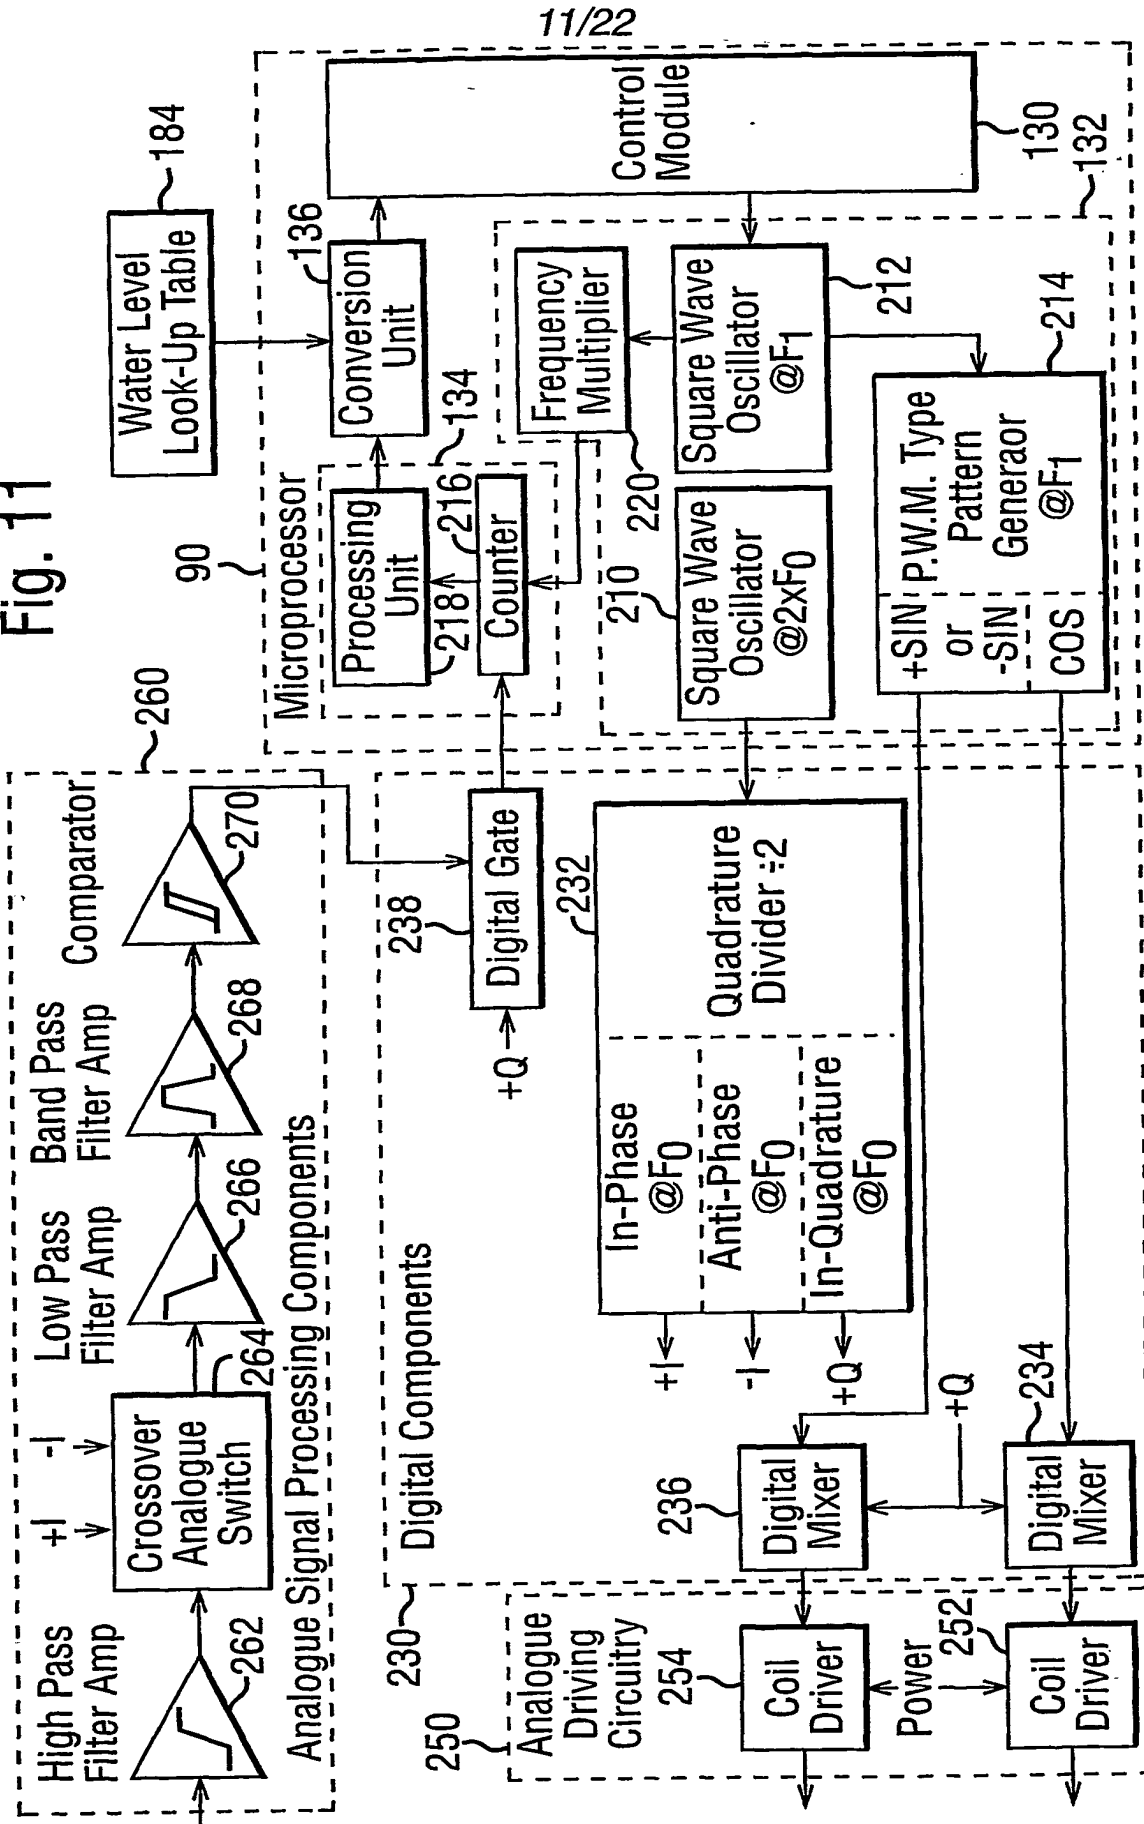 11/22
Fig. 11
High Pass
Filter Amp
262
+I
-I
Crossover
Analogue
Switch
264
Low Pass
Filter Amp
266
Band Pass
Filter Amp
268
Comparator
270
260
Analogue Signal Processing Components
Water Level
Look-Up Table
184
90
Microprocessor
Processing
Unit
218
Counter
216
134
Conversion
Unit
136
Control
Module
130
132
Frequency
Multiplier
220
Square Wave
Oscillator
@F1
212
Square Wave
Oscillator
@2xF0
210
P.W.M. Type
Pattern
Generaor
@F1
214
+SIN
or
-SIN
COS
Digital Components
230
+Q
Digital Gate
238
232
Quadrature
Divider ÷2
In-Phase
@F0
Anti-Phase
@F0
In-Quadrature
@F0
+I
-I
+Q
236
Digital
Mixer
+Q
234
Digital
Mixer
250
Analogue
Driving
Circuitry
254
Coil
Driver
Power
252
Coil
Driver